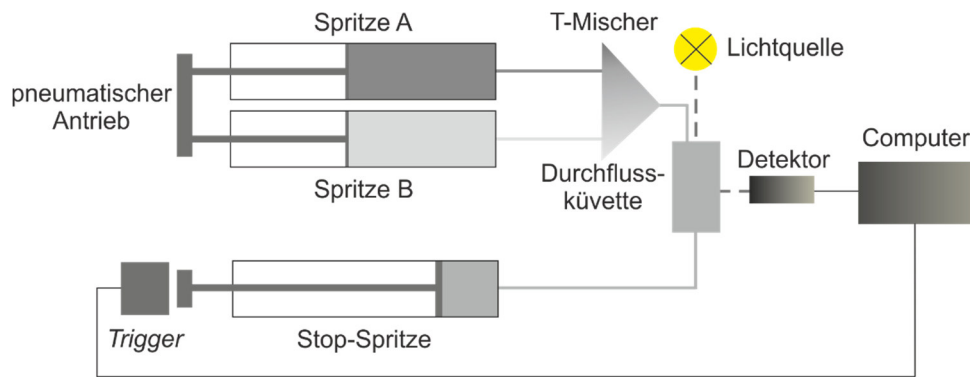 Spritze A
T-Mischer
Lichtquelle
pneumatischer
Antrieb
Computer
Detektor
Durchfluss-
küvette
Spritze B
Trigger
Stop-Spritze